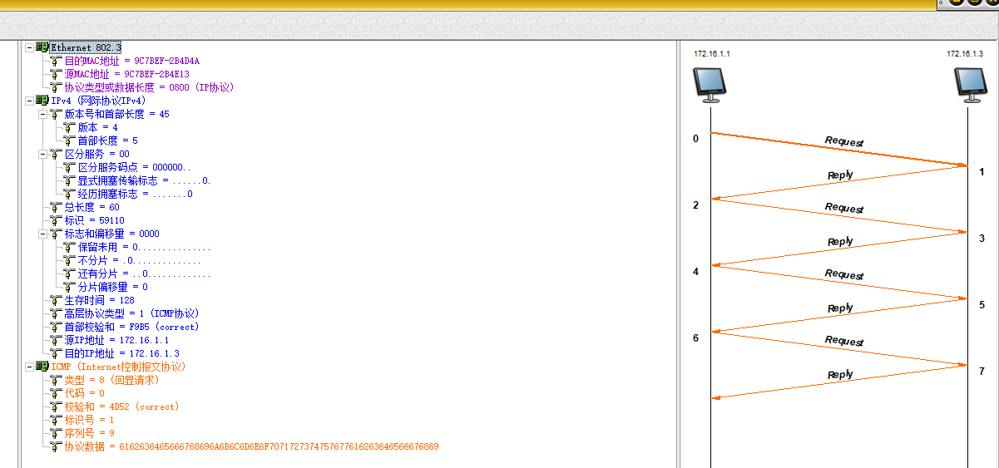 Ethernet 802.3
目的MAC地址 = 9C7BEF-2B4D4A
源MAC地址 = 9C7BEF-2B4E13
协议类型或数据长度 = 0800 (IP协议)
IPv4 (网际协议IPv4)
版本号和首部长度 = 45
版本 = 4
首部长度 = 5
区分服务 = 00
区分服务码点 = 000000..
显式拥塞传输标志 = ......0.
经历拥塞标志 = .......0
总长度 = 60
标识 = 59110
标志和偏移量 = 0000
保留未用 = 0...............
不分片 = .0..............
还有分片 = ..0.............
分片偏移量 = 0
生存时间 = 128
高层协议类型 = 1 (ICMP协议)
首部校验和 = F9B5 (correct)
源IP地址 = 172.16.1.1
目的IP地址 = 172.16.1.3
ICMP (Internet控制报文协议)
类型 = 8 (回显请求)
代码 = 0
校验和 = 4D52 (correct)
标识号 = 1
序列号 = 9
协议数据 = 6162636465666768696A6B6C6D6E6F7071727374757677616263646566676869
172.16.1.1
172.16.1.3
0
Request
1
Reply
2
Request
3
Reply
4
Request
5
Reply
6
Request
7
Reply